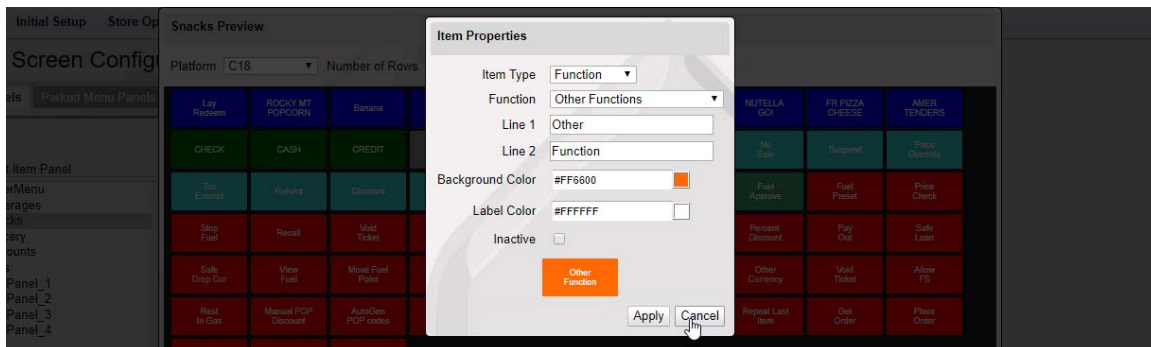 Initial Setup Store Op
Screen Config
els Parked Menu Panels
t Item Panel
erMenu
erages
cks
cery
ounts
s
Panel_1
Panel_2
Panel_3
Panel_4
Snacks Preview
Platform C18 Number of Rows
Lay
Redeem
ROCKY MT
POPCORN
Banana
NUTELLA
GO!
FR PIZZA
CHEESE
AMER
TENDERS
CHECK
CASH
CREDIT
No
Sale
Suspend
Price
Override
Tax
Exempt
Refund
Discount
Fuel
Approve
Fuel
Preset
Price
Check
Stop
Fuel
Recall
Void
Ticket
Percent
Discount
Pay
Out
Safe
Loan
Safe
Drop Cor
View
Fuel
Move Fuel
Point
Other
Currency
Void
Ticket
Allow
FS
Rest
In Gas
Manual POP
Discount
AutoGen
POP codes
Repeat Last
Item
Get
Order
Place
Order
Item Properties
Item Type Function
Function Other Functions
Line 1 Other
Line 2 Function
Background Color #FF6600
Label Color #FFFFFF
Inactive
Other
Function
Apply Cancel